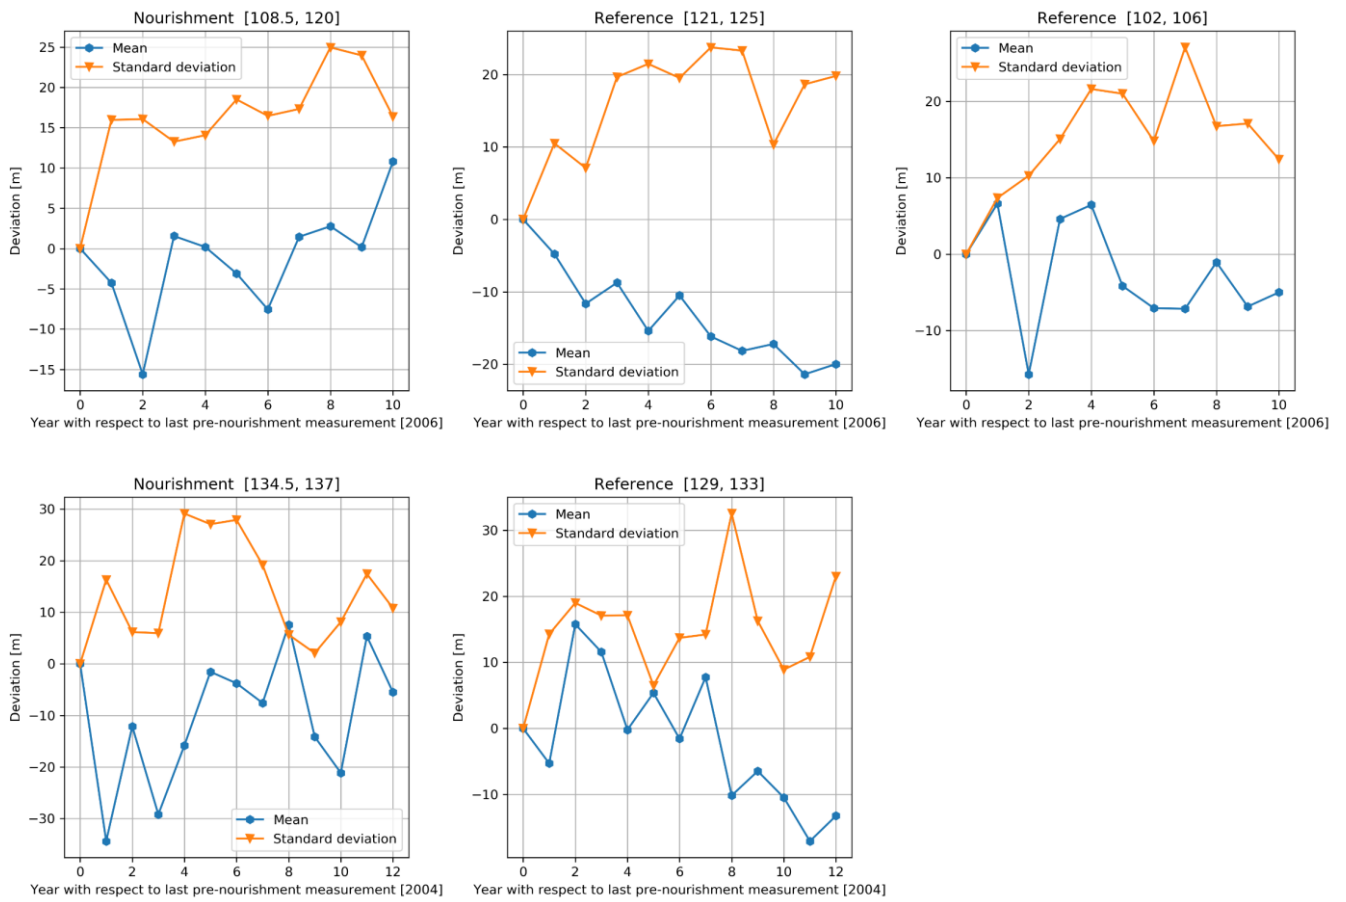 Nourishment [108.5, 120]
Mean
Standard deviation
25
20
15
10
5
0
−5
−10
−15
Deviation [m]
0 2 4 6 8 10
Year with respect to last pre-nourishment measurement [2006]
Reference [121, 125]
20
10
0
−10
−20
Deviation [m]
Mean
Standard deviation
0 2 4 6 8 10
Year with respect to last pre-nourishment measurement [2006]
Reference [102, 106]
Mean
Standard deviation
20
10
0
−10
Deviation [m]
0 2 4 6 8 10
Year with respect to last pre-nourishment measurement [2006]
Nourishment [134.5, 137]
30
20
10
0
−10
−20
−30
Deviation [m]
Mean
Standard deviation
0 2 4 6 8 10 12
Year with respect to last pre-nourishment measurement [2004]
Reference [129, 133]
Mean
Standard deviation
30
20
10
0
−10
Deviation [m]
0 2 4 6 8 10 12
Year with respect to last pre-nourishment measurement [2004]